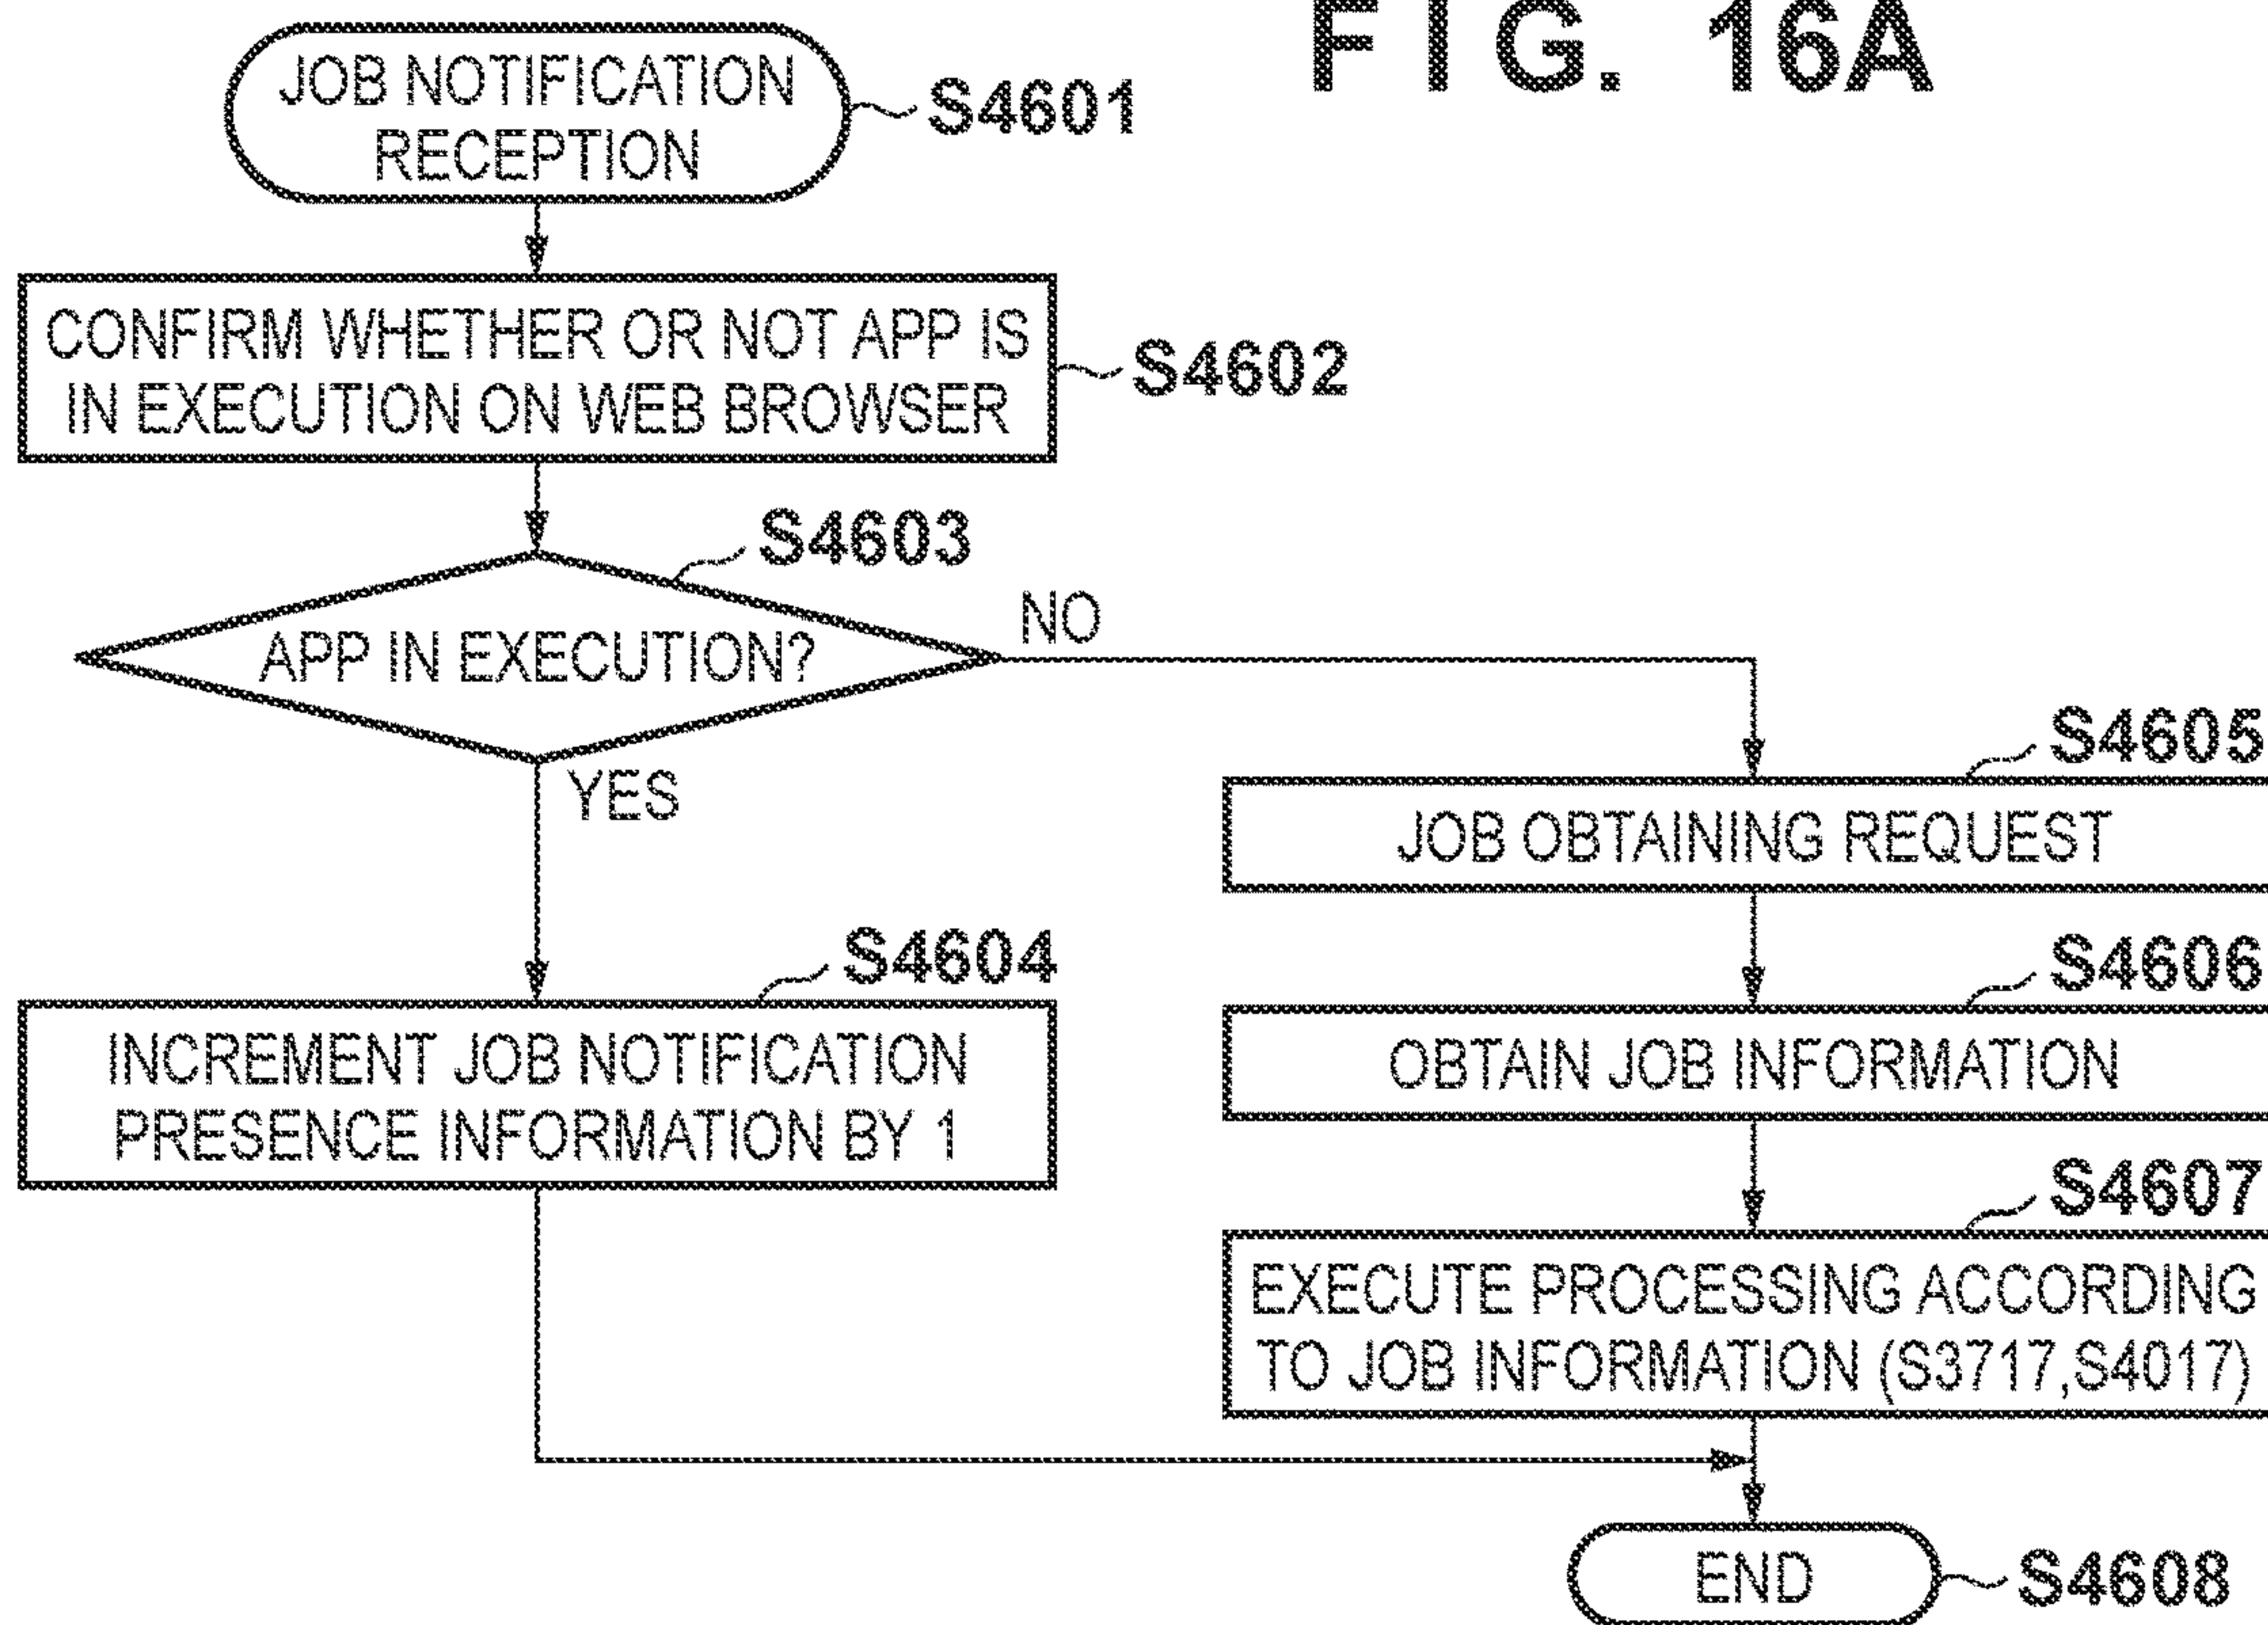 FIG. 16A
JOB NOTIFICATION
RECEPTION
S4601
CONFIRM WHETHER OR NOT APP IS
IN EXECUTION ON WEB BROWSER
S4602
S4603
APP IN EXECUTION?
NO
YES
S4604
INCREMENT JOB NOTIFICATION
PRESENCE INFORMATION BY 1
S4605
JOB OBTAINING REQUEST
S4606
OBTAIN JOB INFORMATION
S4607
EXECUTE PROCESSING ACCORDING
TO JOB INFORMATION (S3717,S4017)
END
S4608